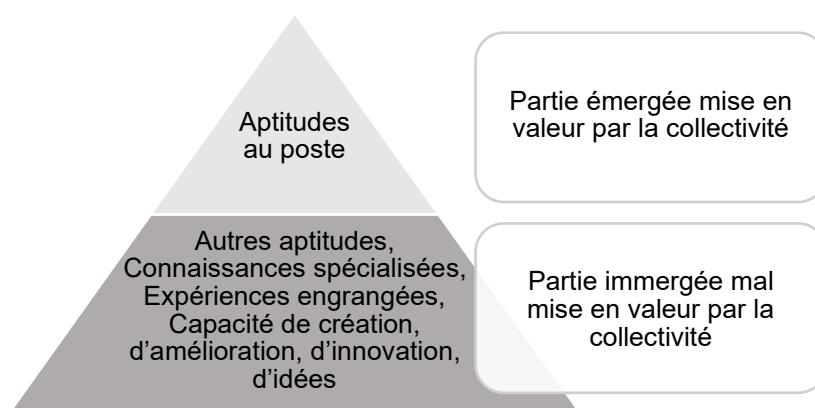 Aptitudes
au poste
Partie émergée mise en
valeur par la collectivité
Autres aptitudes,
Connaissances spécialisées,
Expériences engrangées,
Capacité de création,
d'amélioration, d'innovation,
d'idées
Partie immergée mal
mise en valeur par la
collectivité